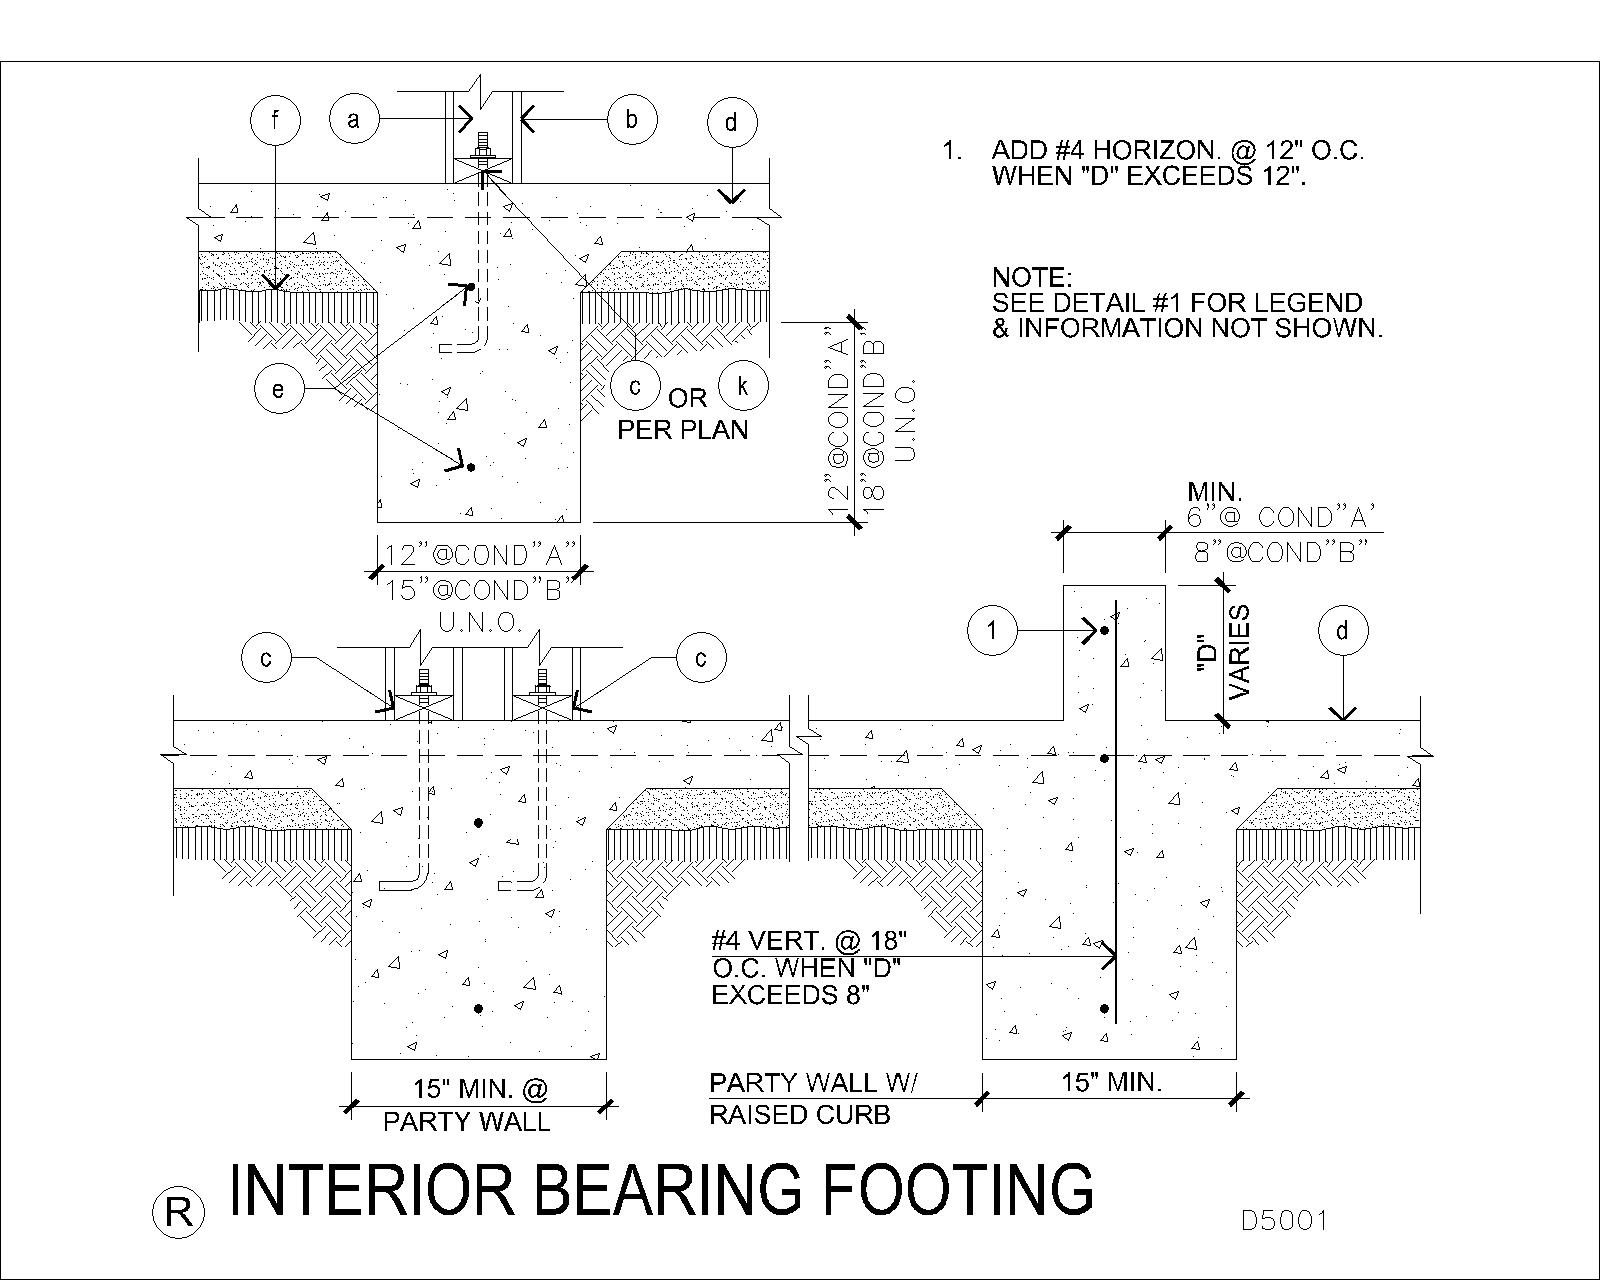 f
a
b
d
1. ADD #4 HORIZON. @ 12" O.C.
WHEN "D" EXCEEDS 12".
NOTE:
SEE DETAIL #1 FOR LEGEND
& INFORMATION NOT SHOWN.
e
c OR k
PER PLAN
12"@COND"A"
18"@COND"B"
U.N.O.
12"@COND"A"
15"@COND"B"
U.N.O.
MIN.
6"@ COND"A'
8"@COND"B"
c
c
1
"D"
VARIES
d
#4 VERT. @ 18"
O.C. WHEN "D"
EXCEEDS 8"
15" MIN. @
PARTY WALL
PARTY WALL W/
RAISED CURB
15" MIN.
R INTERIOR BEARING FOOTING
D5001